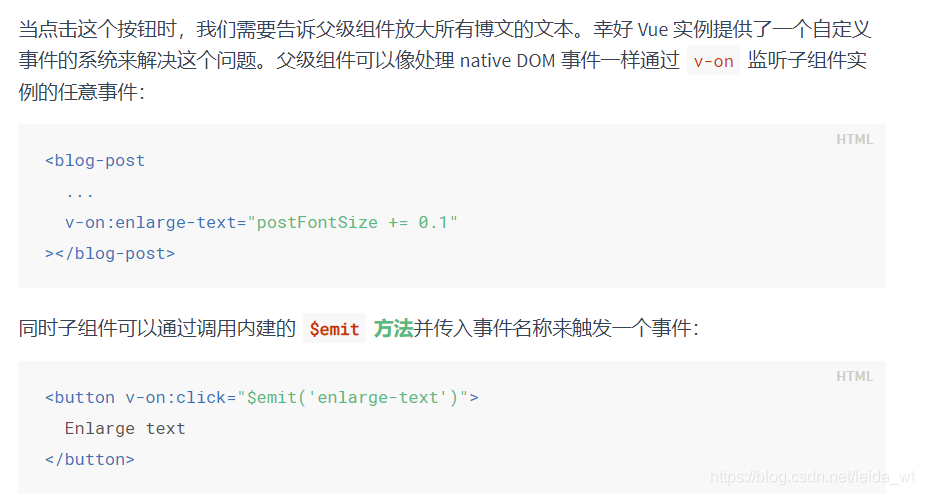 当点击这个按钮时，我们需要告诉父级组件放大所有博文的文本。幸好 Vue 实例提供了一个自定义
事件的系统来解决这个问题。父级组件可以像处理 native DOM 事件一样通过 v-on 监听子组件实
例的任意事件：
HTML
<blog-post
...
v-on:enlarge-text="postFontSize += 0.1"
></blog-post>
同时子组件可以通过调用内建的 $emit 方法并传入事件名称来触发一个事件：
HTML
<button v-on:click="$emit('enlarge-text')">
Enlarge text
</button>
https://blog.csdn.net/leida_wt